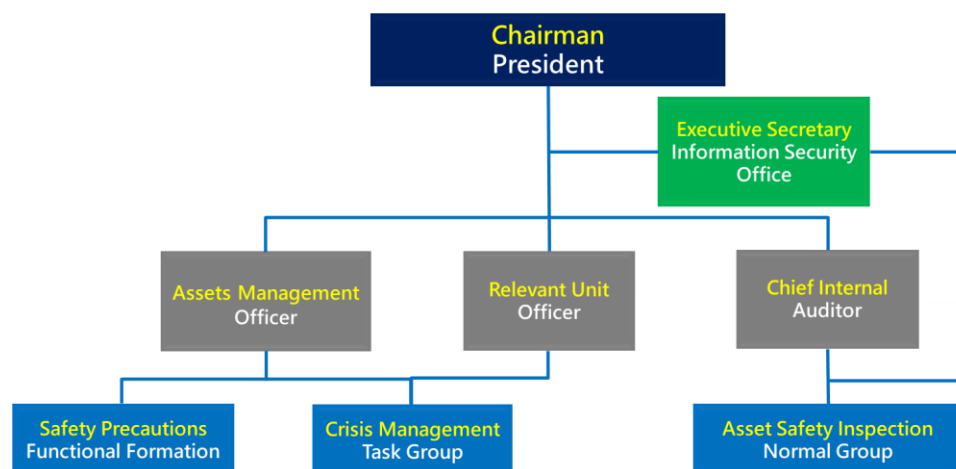 Chairman
President
Executive Secretary
Information Security
Office
Assets Management
Officer
Relevant Unit
Officer
Chief Internal
Auditor
Safety Precautions
Functional Formation
Crisis Management
Task Group
Asset Safety Inspection
Normal Group